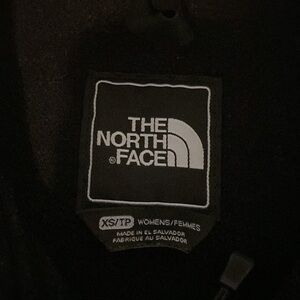 THE
NORTH
®FACE
XS/TP WOMENS/FEMMES
MADE IN EL SALVADOR
FABRIQUE AU SALVADOR